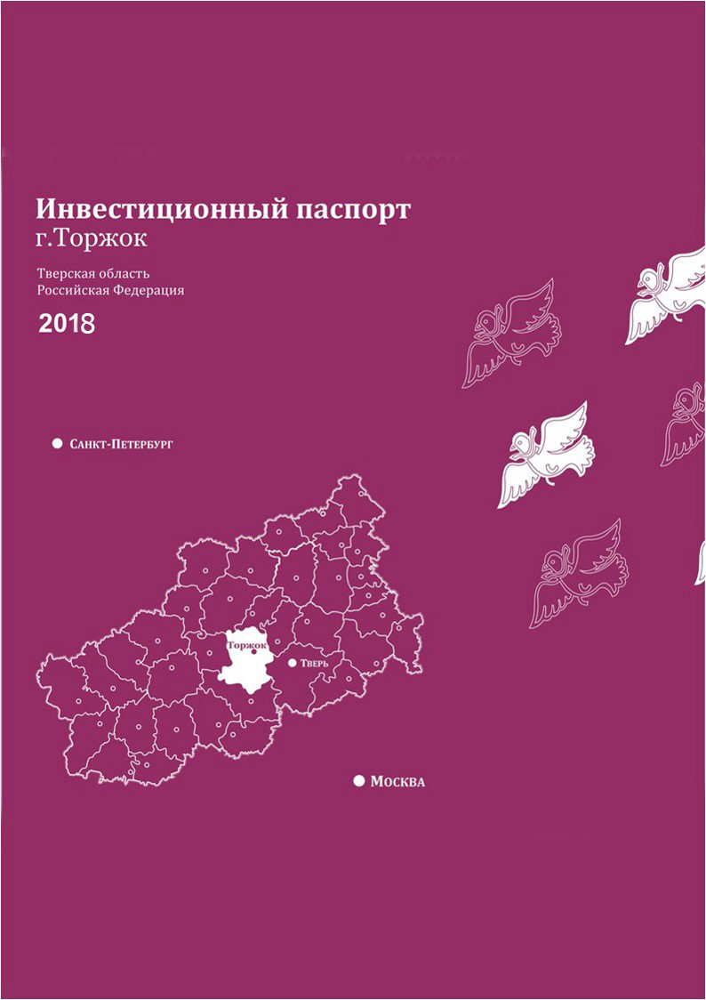 Инвестиционный паспорт
г.Торжок
Тверская область
Российская Федерация
2018
Санкт-Петербург
Торжок
Тверь
Москва